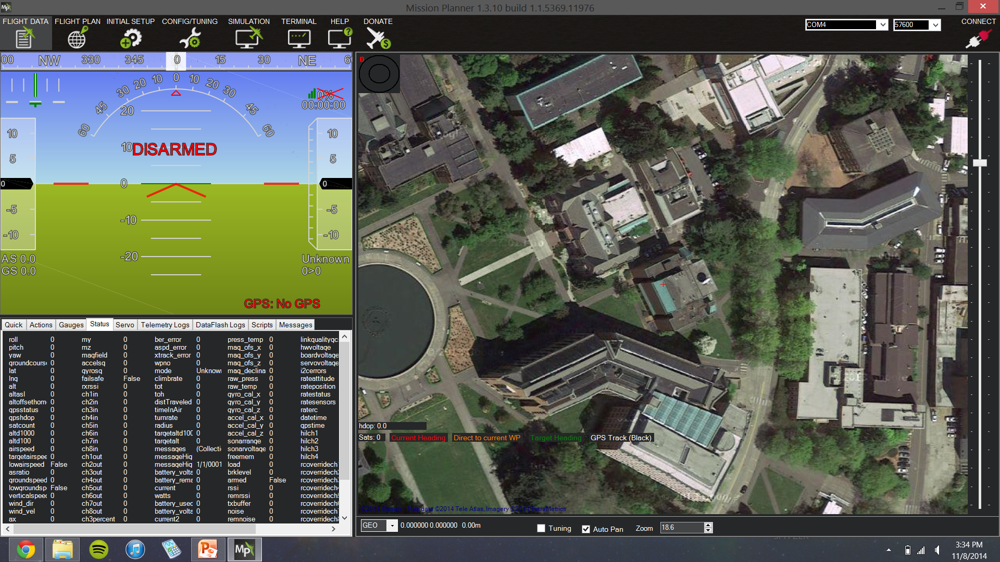 Mission Planner 1.3.10 build 1.1.5369.11976
FLIGHT DATA FLIGHT PLAN INITIAL SETUP CONFIG/TUNING SIMULATION TERMINAL HELP DONATE
COM4 57600 CONNECT
00 NW 330 345 0 15 30 NE 60
60 45 30 20 10 0 10 20 30 45 60
0%
00:00:00
20
10
DISARMED
0
-10
-20
10
5
0
-5
-10
10
5
0
-5
-10
AS 0.0
GS 0.0
Unknown
0>0
GPS: No GPS
Quick Actions Gauges Status Servo Telemetry Logs DataFlash Logs Scripts Messages
roll 0 my 0 ber_error 0 press_temp 0 linkqualitygc
pitch 0 mz 0 aspd_error 0 mag_ofs_x 0 hwvoltage
yaw 0 magfield 0 xtrack_error 0 mag_ofs_y 0 boardvoltage
groundcourse 0 accelsq 0 wpno 0 mag_ofs_z 0 servovoltage
lat 0 gyrosq 0 mode Unknown mag_declina 0 i2cerrors
lng 0 failsafe False climbrate 0 raw_press 0 rateattitude
alt 0 rxrssi 0 tot 0 raw_temp 0 rateposition
altasl 0 ch1in 0 toh 0 gyro_cal_x 0 ratestatus
altoffsethom 0 ch2in 0 distTraveled 0 gyro_cal_y 0 ratesensors
gpsstatus 0 ch3in 0 timeInAir 0 gyro_cal_z 0 raterc
gpshdop 0 ch4in 0 turnrate 0 accel_cal_x 0 datetime
satcount 0 ch5in 0 radius 0 accel_cal_y 0 gpstime
altd1000 0 ch6in 0 targetaltd100 0 accel_cal_z 0 hilch1
altd100 0 ch7in 0 targetalt 0 sonarrange 0 hilch2
airspeed 0 ch8in 0 messages (Collecti sonarvoltage 0 hilch3
targetairspee 0 ch1out 0 messageHig freemem 0 hilch4
lowairspeed False ch2out 0 messageHig 1/1/0001 load 0 rcoverridech
asratio 0 ch3out 0 battery_volta 0 brklevel 0 rcoverridech
groundspeed 0 ch4out 0 battery_rema 0 armed False rcoverridech
lowgroundsp False ch5out 0 current 0 rssi 0 rcoverridech
verticalspeed 0 ch6out 0 watts 0 remrssi 0 rcoverridech
wind_dir 0 ch7out 0 battery_used 0 txbuffer 0 rcoverridech
wind_vel 0 ch8out 0 battery_volta 0 noise 0 rcoverridech
ax 0 ch3percent 0 current2 0 remnoise 0 rcoverridech
0
hdop: 0.0
Sats: 0 Current Heading Direct to current WP Target Heading GPS Track (Black)
©2014 Google - Map data ©2014 Tele Atlas, Imagery ©2014 TerraMetrics
GEO 0.000000 0.000000 0.00m Tuning Auto Pan Zoom 18.6
Mp
3:34 PM
11/8/2014